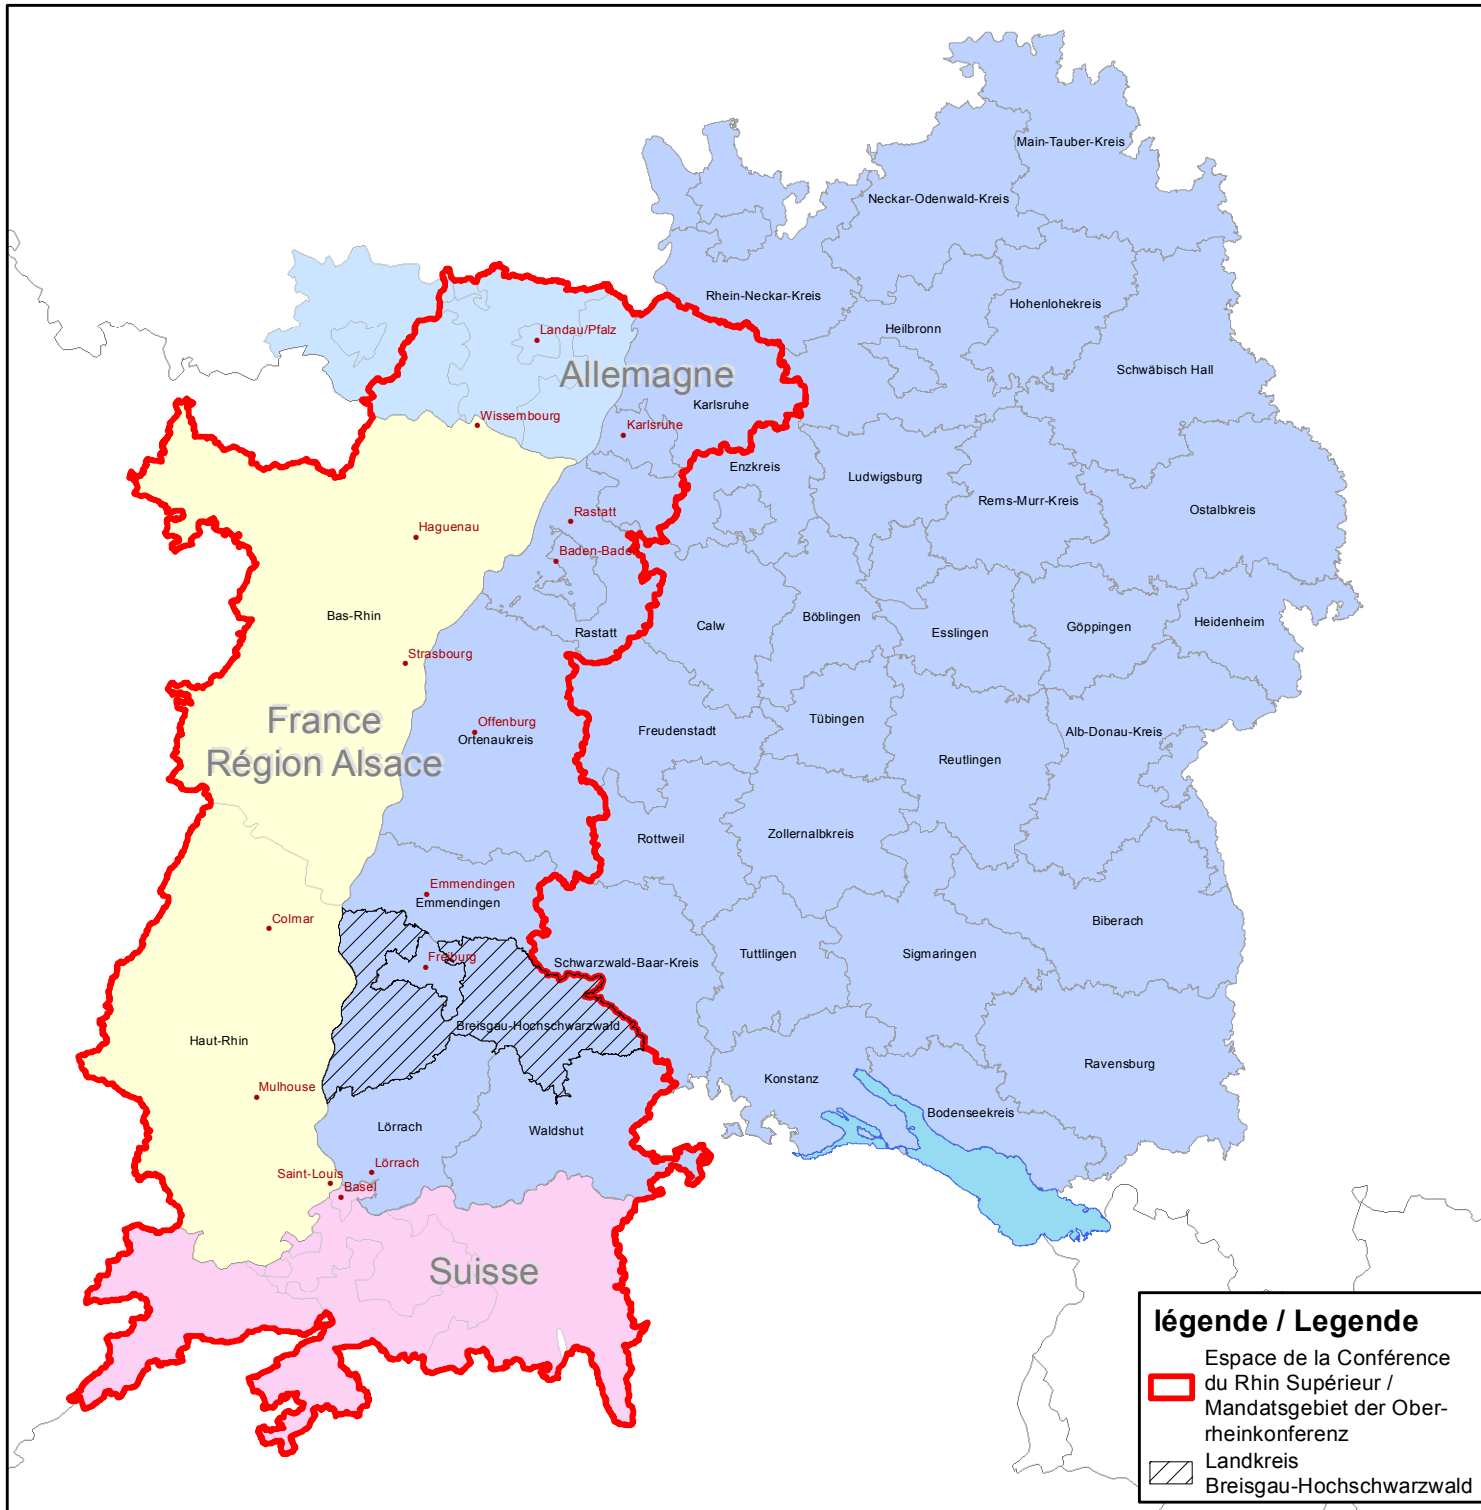 Main-Tauber-Kreis
Neckar-Odenwald-Kreis
Rhein-Neckar-Kreis
Hohenlohekreis
Heilbronn
Landau/Pfalz
Allemagne
Schwäbisch Hall
Karlsruhe
Wissembourg
Karlsruhe
Enzkreis
Ludwigsburg
Rems-Murr-Kreis
Ostalbkreis
Rastatt
Haguenau
Baden-Baden
Bas-Rhin
Rastatt
Calw
Böblingen
Esslingen
Göppingen
Heidenheim
Strasbourg
France
Région Alsace
Offenburg
Ortenaukreis
Freudenstadt
Tübingen
Reutlingen
Alb-Donau-Kreis
Rottweil
Zollernalbkreis
Emmendingen
Emmendingen
Colmar
Biberach
Freiburg
Schwarzwald-Baar-Kreis
Tuttlingen
Sigmaringen
Breisgau-Hochschwarzwald
Haut-Rhin
Ravensburg
Konstanz
Mulhouse
Bodenseekreis
Lörrach
Waldshut
Lörrach
Saint-Louis
Basel
Suisse
légende / Legende
Espace de la Conférence
du Rhin Supérieur /
Mandatsgebiet der Ober-
rheinkonferenz
Landkreis
Breisgau-Hochschwarzwald